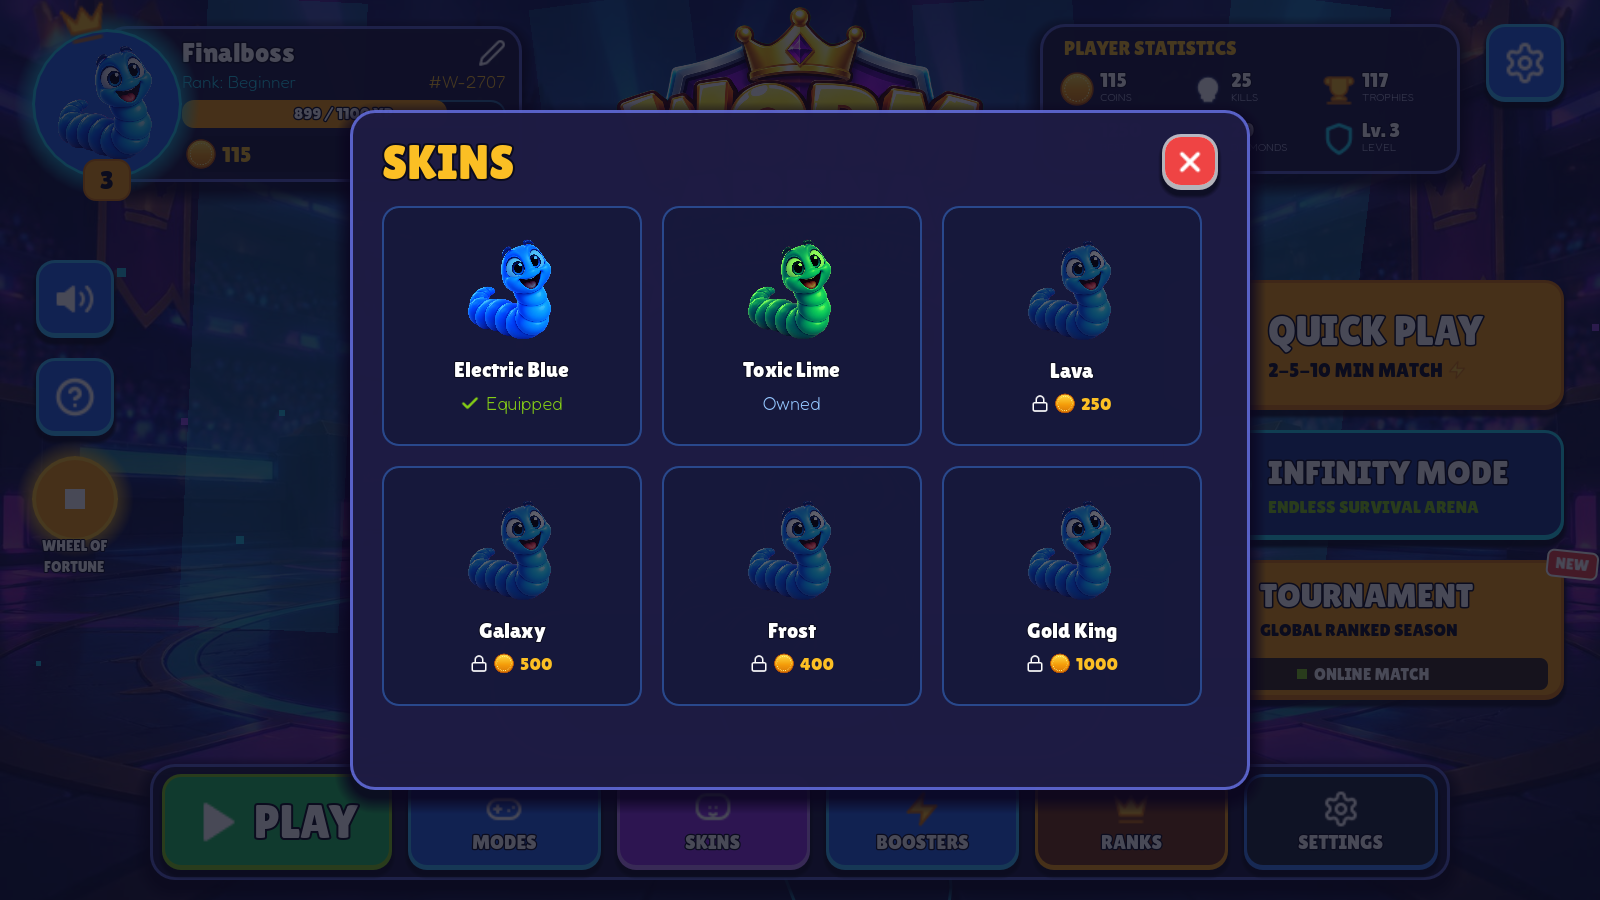 Finalboss
Rank: Beginner
#W-2707
115
3
PLAYER STATISTICS
115
COINS
25
KILLS
117
TROPHIES
Lv. 3
LEVEL
SKINS
Electric Blue
Equipped
Toxic Lime
Owned
Lava
250
Galaxy
500
Frost
400
Gold King
1000
WHEEL OF
FORTUNE
QUICK PLAY
2-5-10 MIN MATCH
INFINITY MODE
ENDLESS SURVIVAL ARENA
NEW
TOURNAMENT
GLOBAL RANKED SEASON
ONLINE MATCH
PLAY
MODES
SKINS
BOOSTERS
RANKS
SETTINGS